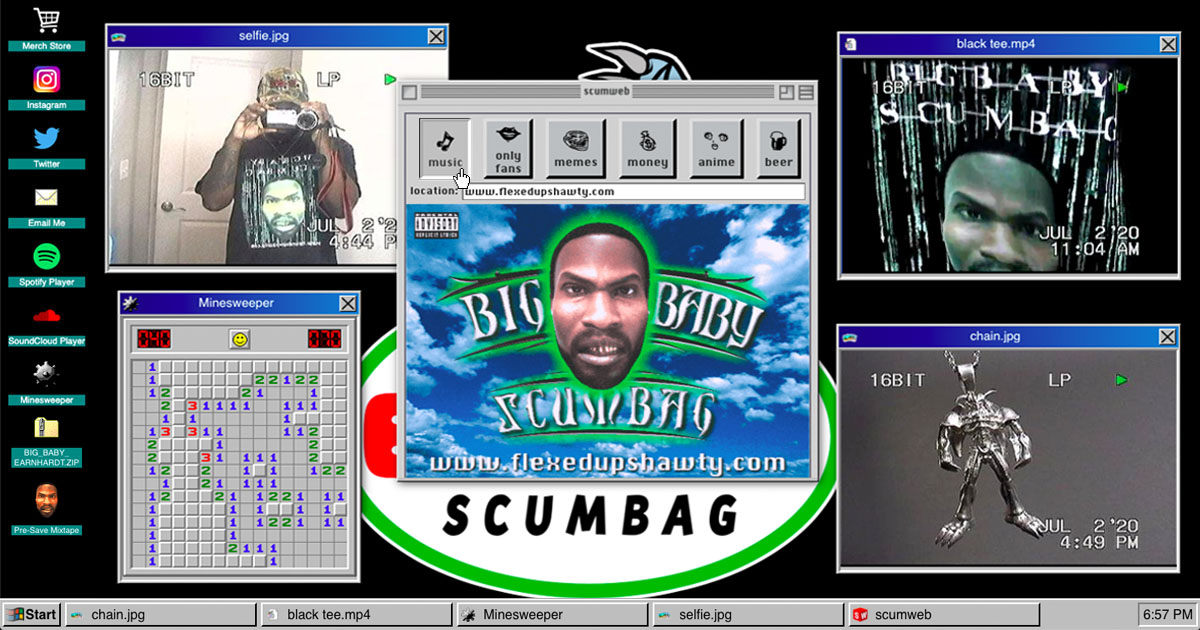 Merch Store
Instagram
Twitter
Email Me
Spotify Player
SoundCloud Player
Minesweeper
BIG_BABY_
EARNHARDT.ZIP
Pre-Save Mixtape
selfie.jpg
16BIT LP
JUL 2 '2
4:44 P
Minesweeper
040 070
scumweb
music
only
fans
memes
money
anime
beer
location: www.flexedupshawty.com
PARENTAL
ADVISORY
EXPLICIT LYRICS
BIG BABY
SCUMBAG
www.flexedupshawty.com
SCUMBAG
black tee.mp4
BIG BABY
16BIT LP
SCUMBAG
JUL 2 '20
11:04 AM
chain.jpg
16BIT LP
JUL 2 '20
4:49 PM
Start
chain.jpg
black tee.mp4
Minesweeper
selfie.jpg
scumweb
6:57 PM